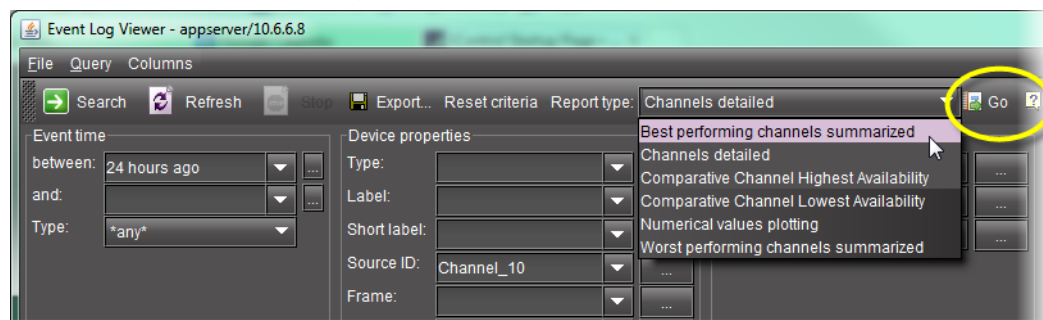 Event Log Viewer - appserver/10.6.6.8
File Query Columns
Search Refresh Stop Export... Reset criteria Report type: Channels detailed Go
Event time Device properties Best performing channels summarized
between: 24 hours ago ... Type: Channels detailed ...
Comparative Channel Highest Availability
and: ... Label: Comparative Channel Lowest Availability ...
Type: *any* Short label: Numerical values plotting ...
Worst performing channels summarized
Source ID: Channel_10 ...
Frame: ...